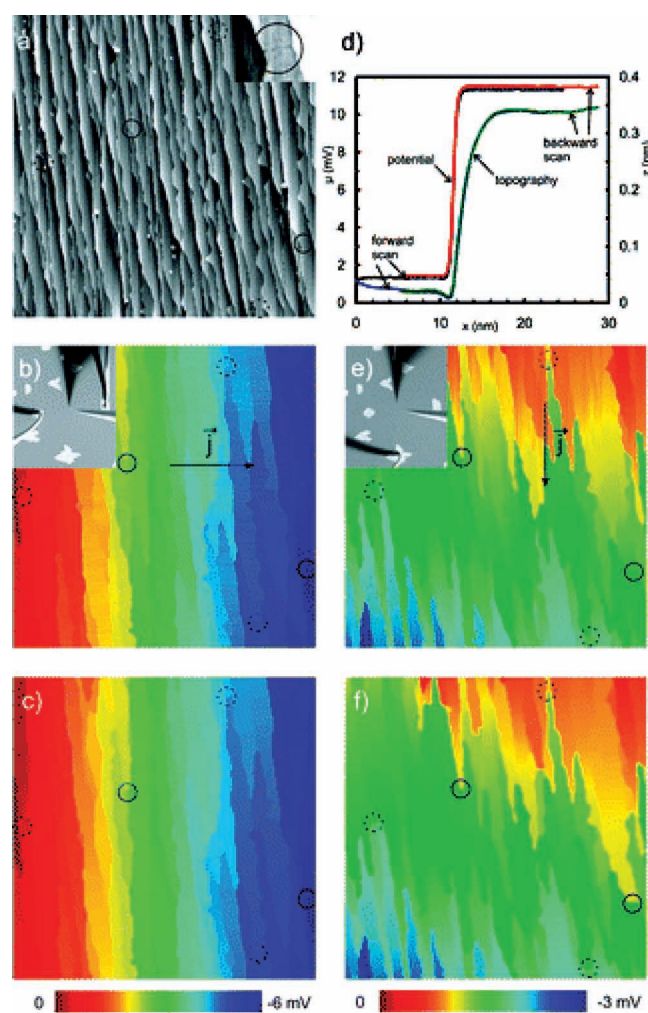 a)
d)
12
10
8
6
4
2
0
μ (mV)
0.4
0.3
0.2
0.1
0
z (nm)
potential
topography
backward
scan
forward
scan
0
10
20
30
x (nm)
b)
j
e)
j
c)
f)
0
-6 mV
0
-3 mV